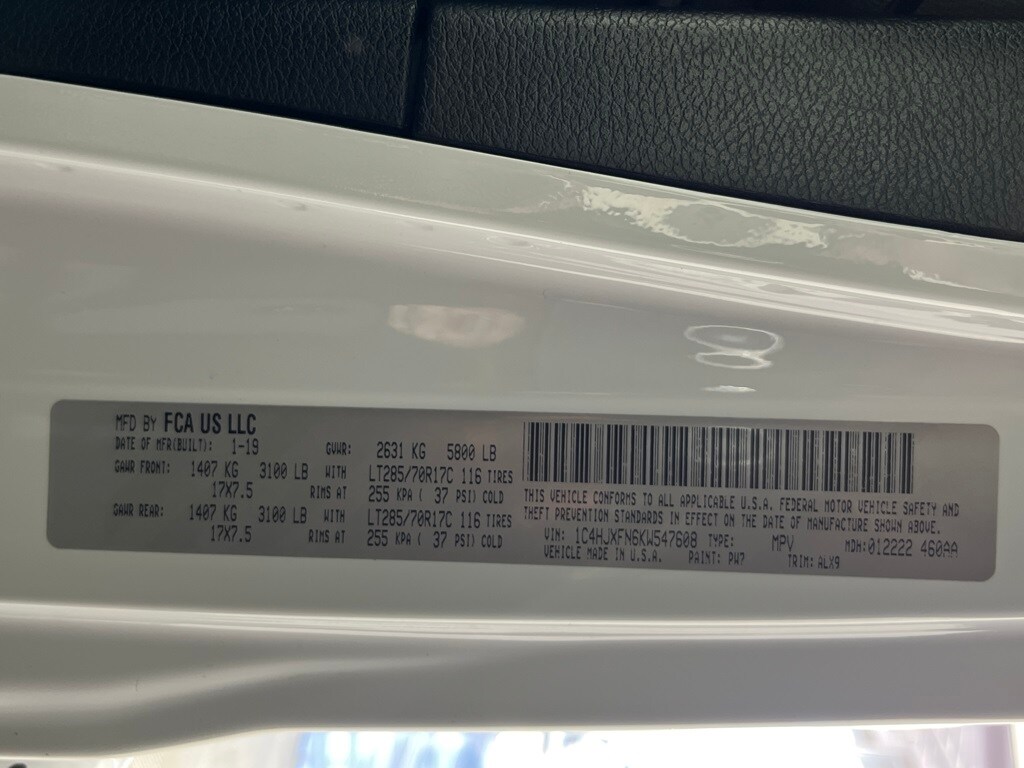 MFD BY FCA US LLC
DATE OF MFR(BUILT): 1-19 GVWR: 2631 KG 5800 LB
GAWR FRONT: 1407 KG 3100 LB WITH LT285/70R17C 116 TIRES
17X7.5 RIMS AT 255 KPA ( 37 PSI) COLD
GAWR REAR: 1407 KG 3100 LB WITH LT285/70R17C 116 TIRES
17X7.5 RIMS AT 255 KPA ( 37 PSI) COLD
THIS VEHICLE CONFORMS TO ALL APPLICABLE U.S.A. FEDERAL MOTOR VEHICLE SAFETY AND
THEFT PREVENTION STANDARDS IN EFFECT ON THE DATE OF MANUFACTURE SHOWN ABOVE.
VIN: 1C4HJXFN6KW547608 TYPE: MPV MDH:012222 460AA
VEHICLE MADE IN U.S.A. PAINT: PW7 TRIM: ALX9